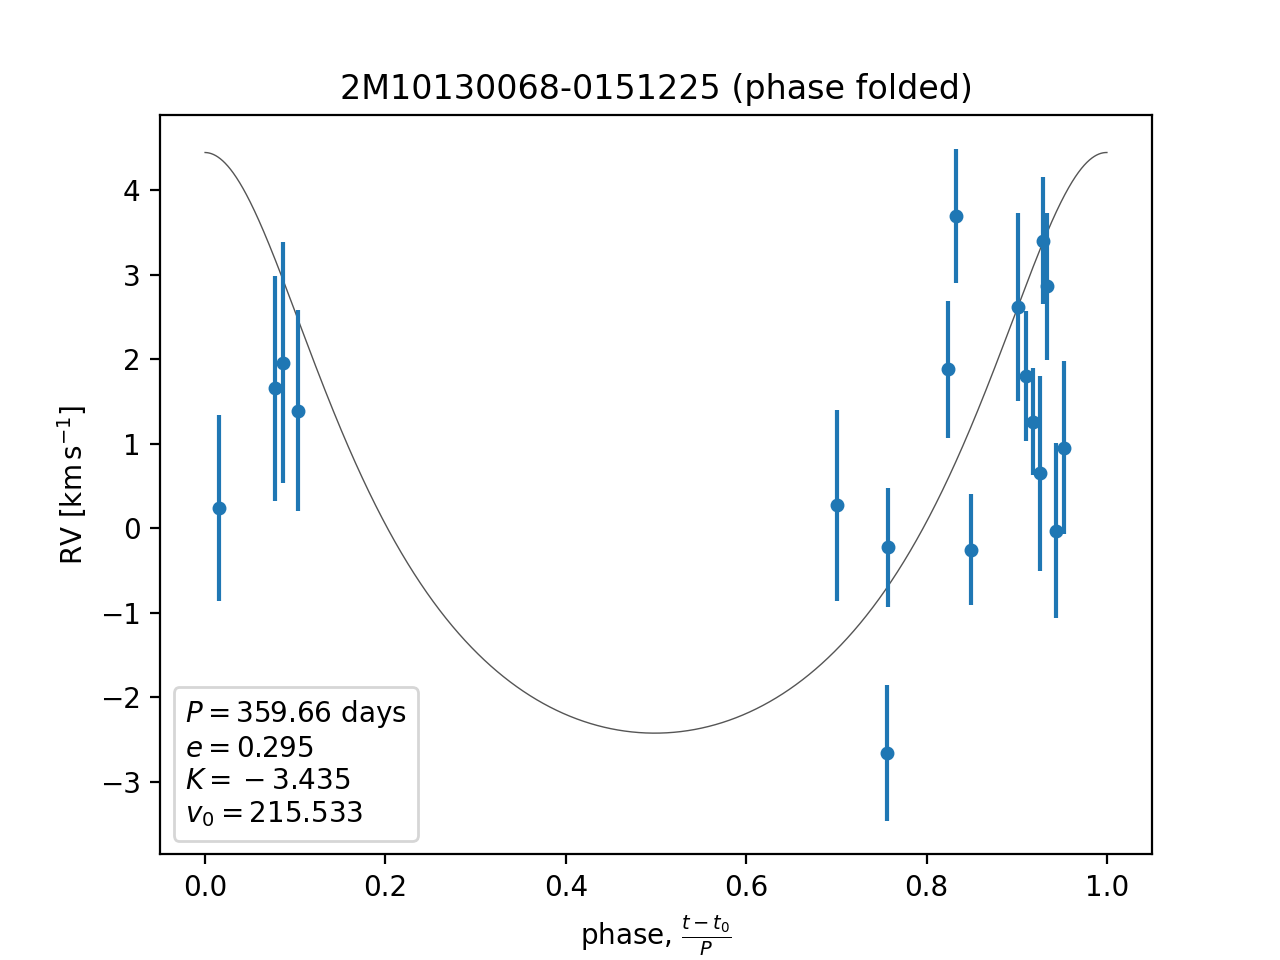 2M10130068-0151225 (phase folded)
4
3
2
1
0
−1
−2
−3
RV [km s⁻¹]
P = 359.66 days
e = 0.295
K = −3.435
v₀ = 215.533
0.0 0.2 0.4 0.6 0.8 1.0
phase, (t − t₀)/P